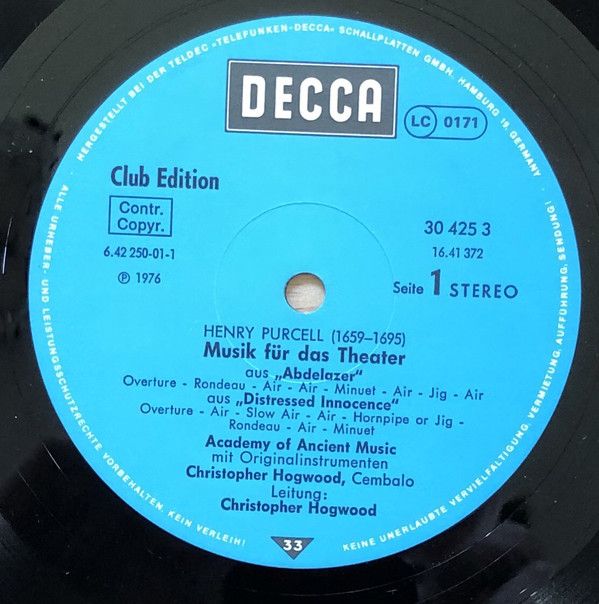 HERGESTELLT BEI DER TELDEC »TELEFUNKEN-DECCA« SCHALLPLATTEN GMBH. HAMBURG 19 GERMANY
DECCA
LC 0171
Club Edition
Contr.
Copyr.
6.42 250-01-1
℗ 1976
30 425 3
16.41 372
Seite 1 STEREO
HENRY PURCELL (1659–1695)
Musik für das Theater
aus „Abdelazer“
Overture - Rondeau - Air - Air - Minuet - Air - Jig - Air
aus „Distressed Innocence“
Overture - Air - Slow Air - Air - Hornpipe or Jig -
Rondeau - Air - Minuet
Academy of Ancient Music
mit Originalinstrumenten
Christopher Hogwood, Cembalo
Leitung:
Christopher Hogwood
33
ALLE URHEBER- UND LEISTUNGSSCHUTZRECHTE VORBEHALTEN. KEIN VERLEIH!
KEINE UNERLAUBTE VERVIELFÄLTIGUNG, VERMIETUNG, AUFFÜHRUNG, SENDUNG!